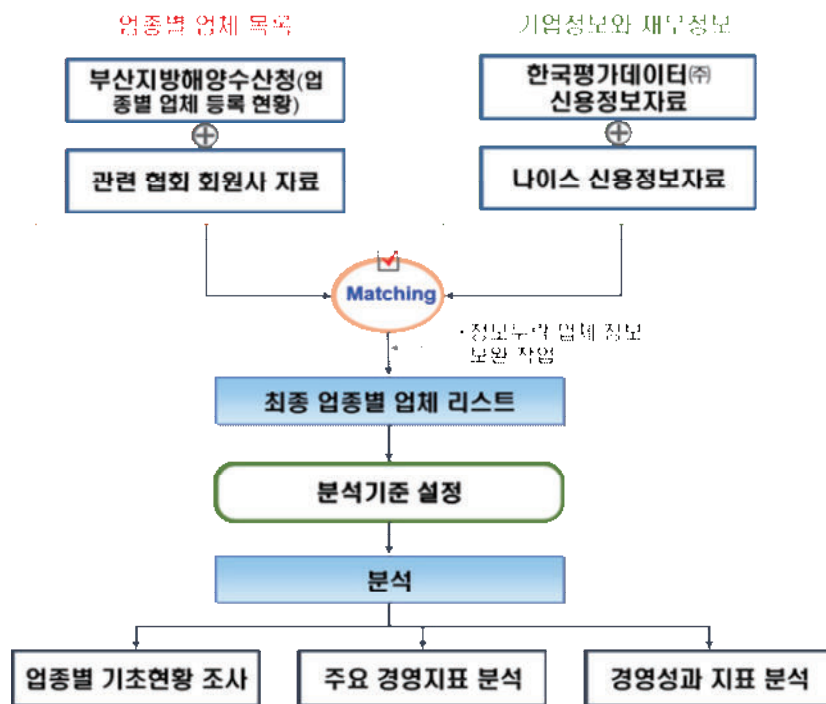 업종별 업체 목록
기업정보와 재무정보
부산지방해양수산청(업
종별 업체 등록 현황)
한국평가데이터㈜
신용정보자료
관련 협회 회원사 자료
나이스 신용정보자료
Matching
· 정보누락 업체 정보
보완 작업
최종 업종별 업체 리스트
분석기준 설정
분석
업종별 기초현황 조사
주요 경영지표 분석
경영성과 지표 분석